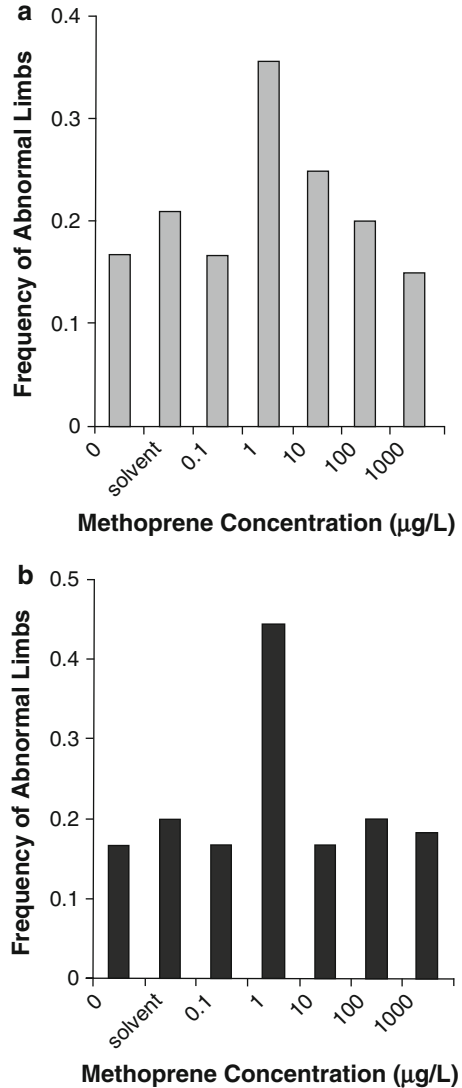 a
0.4
0.3
0.2
0.1
0
Frequency of Abnormal Limbs
0
solvent
0.1
1
10
100
1000
Methoprene Concentration (μg/L)
b
0.5
0.4
0.3
0.2
0.1
0
Frequency of Abnormal Limbs
0
solvent
0.1
1
10
100
1000
Methoprene Concentration (μg/L)